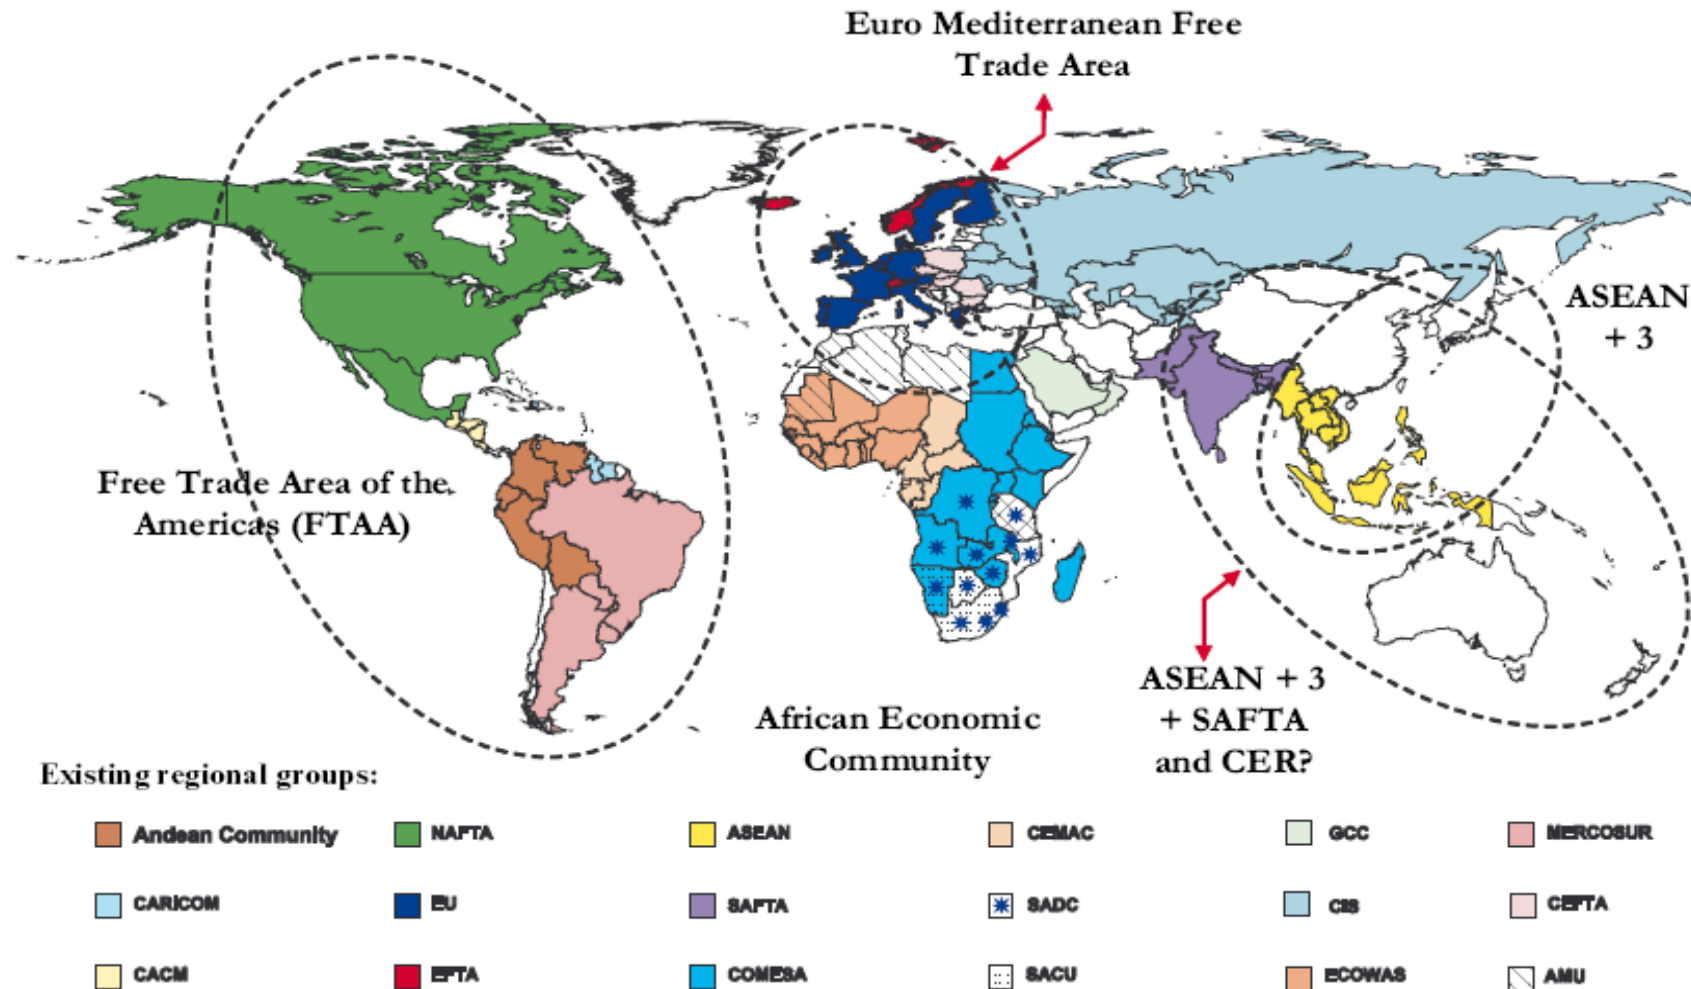 Euro Mediterranean Free
Trade Area
ASEAN
+ 3
Free Trade Area of the
Americas (FTAA)
ASEAN + 3
+ SAFTA
and CER?
African Economic
Community
Existing regional groups:
Andean Community
NAFTA
ASEAN
CEMAC
GCC
MERCOSUR
CARICOM
EU
SAFTA
SADC
CIS
CEFTA
CACM
EFTA
COMESA
SACU
ECOWAS
AMU